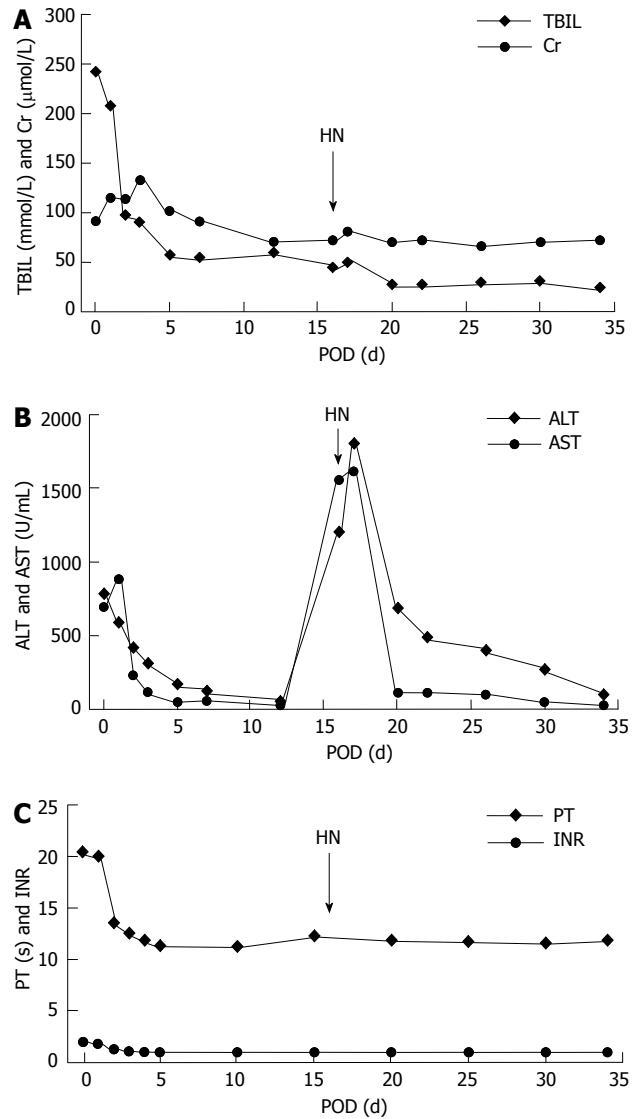 A
TBIL
Cr
TBIL (mmol/L) and Cr (μmol/L)
300
250
200
150
100
50
0
HN
0 5 10 15 20 25 30 35
POD (d)
B
ALT
AST
ALT and AST (U/mL)
2000
1500
1000
500
0
HN
0 5 10 15 20 25 30 35
POD (d)
C
PT
INR
PT (s) and INR
25
20
15
10
5
0
HN
0 5 10 15 20 25 30 35
POD (d)